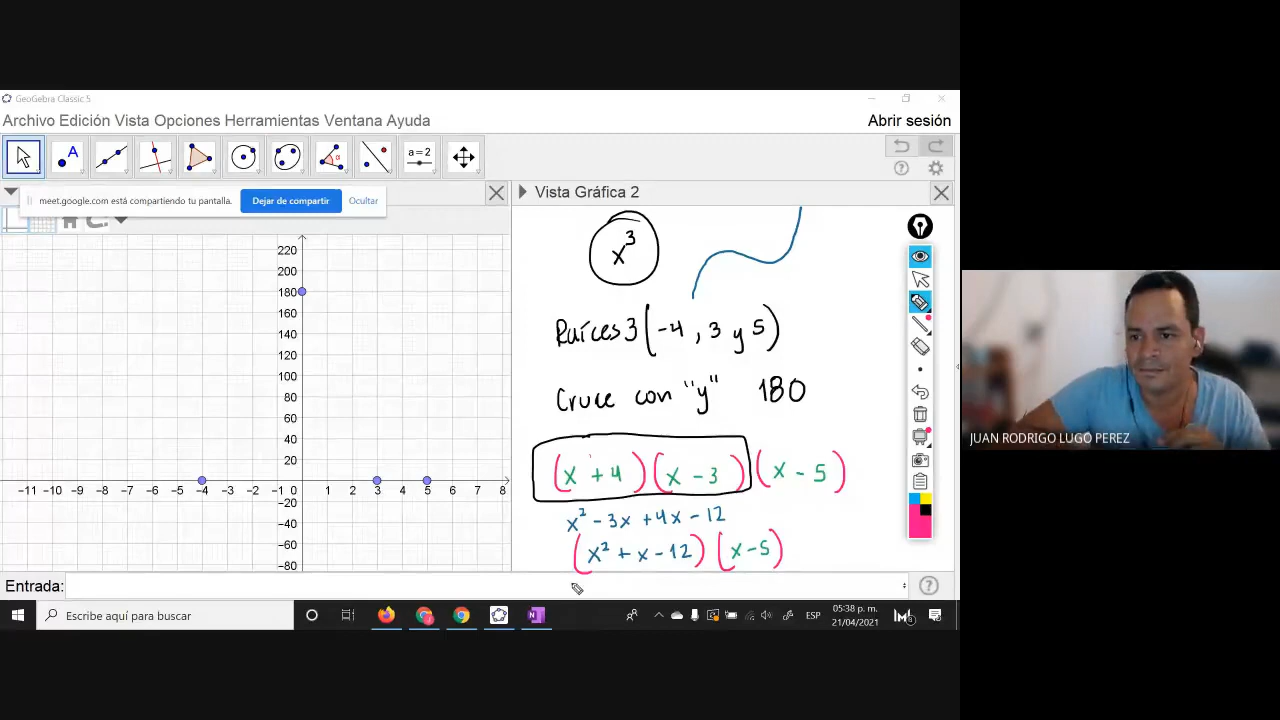 GeoGebra Classic 5
Archivo Edición Vista Opciones Herramientas Ventana Ayuda
Abrir sesión
A
α
a=2
meet.google.com está compartiendo tu pantalla.
Dejar de compartir
Ocultar
Vista Gráfica 2
220
200
180
160
140
120
100
80
60
40
20
-11 -10 -9 -8 -7 -6 -5 -4 -3 -2 -1 0 1 2 3 4 5 6 7 8
-20
-40
-60
-80
x³
Raíces 3 (-4, 3 y 5)
Cruce con "y" 180
(x +4)(x -3)(x - 5)
x² -3x +4x -12
(x² + x -12)(x -5)
JUAN RODRIGO LUGO PEREZ
Entrada:
Escribe aquí para buscar
ESP
05:38 p. m.
21/04/2021